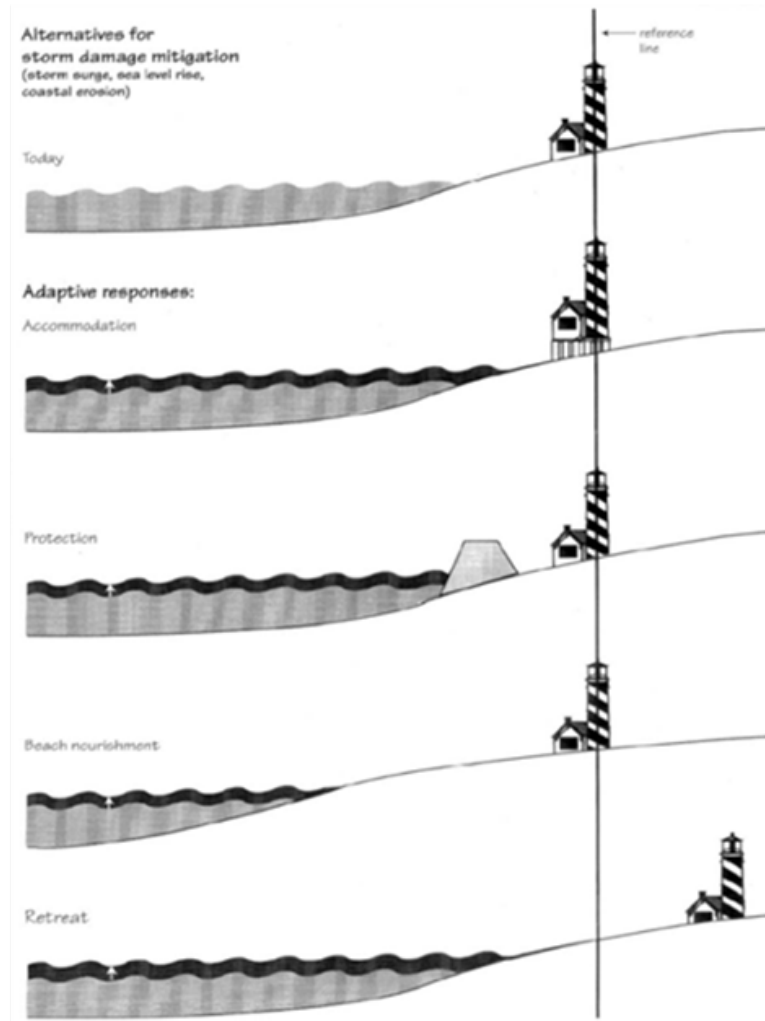 Alternatives for
storm damage mitigation
(storm surge, sea level rise,
coastal erosion)
reference
line
Today
Adaptive responses:
Accommodation
Protection
Beach nourishment
Retreat